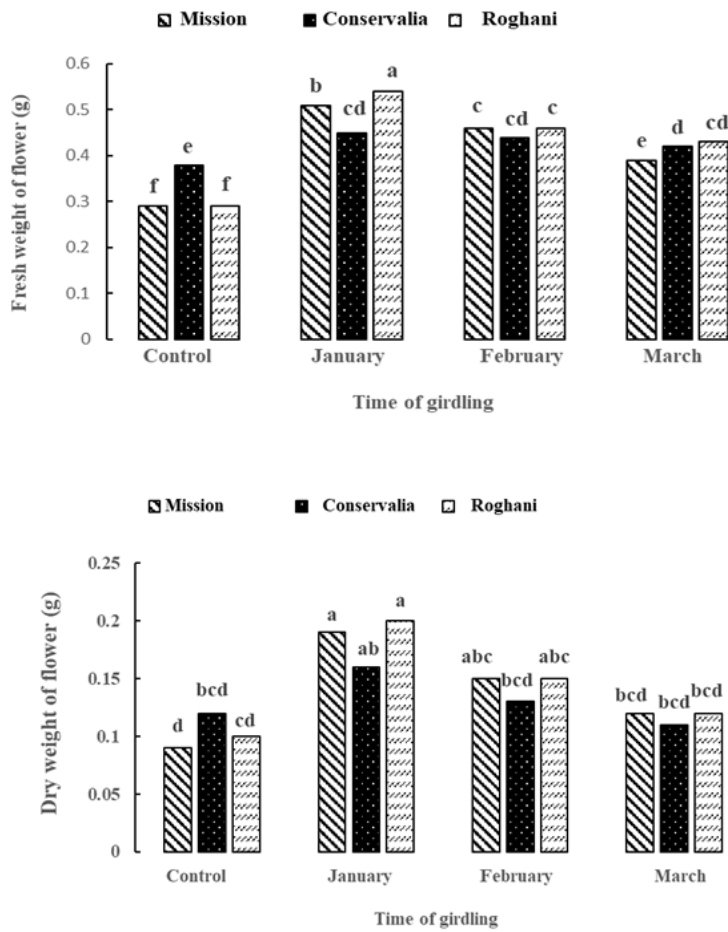 Mission Conservalia Roghani
Fresh weight of flower (g)
0.6
0.5
0.4
0.3
0.2
0.1
0
f e f
b cd a
c cd c
e d cd
Control January February March
Time of girdling
Mission Conservalia Roghani
Dry weight of flower (g)
0.25
0.2
0.15
0.1
0.05
0
d bcd cd
a ab a
abc bcd abc
bcd bcd bcd
Control January February March
Time of girdling